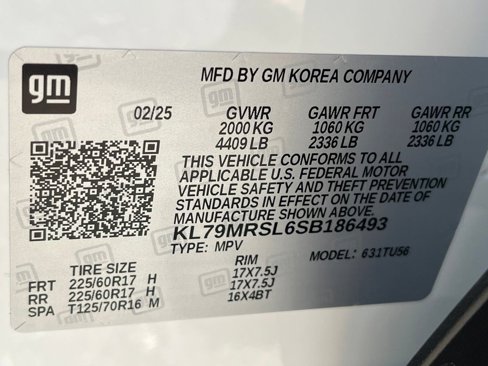 gm
MFD BY GM KOREA COMPANY
02/25 GVWR GAWR FRT GAWR RR
2000 KG 1060 KG 1060 KG
4409 LB 2336 LB 2336 LB
THIS VEHICLE CONFORMS TO ALL
APPLICABLE U.S. FEDERAL MOTOR
VEHICLE SAFETY AND THEFT PREVENTION
STANDARDS IN EFFECT ON THE DATE OF
MANUFACTURE SHOWN ABOVE.
KL79MRSL6SB186493
TYPE: MPV MODEL: 631TU56
TIRE SIZE RIM
FRT 225/60R17 H 17X7.5J
RR 225/60R17 H 17X7.5J
SPA T125/70R16 M 16X4BT